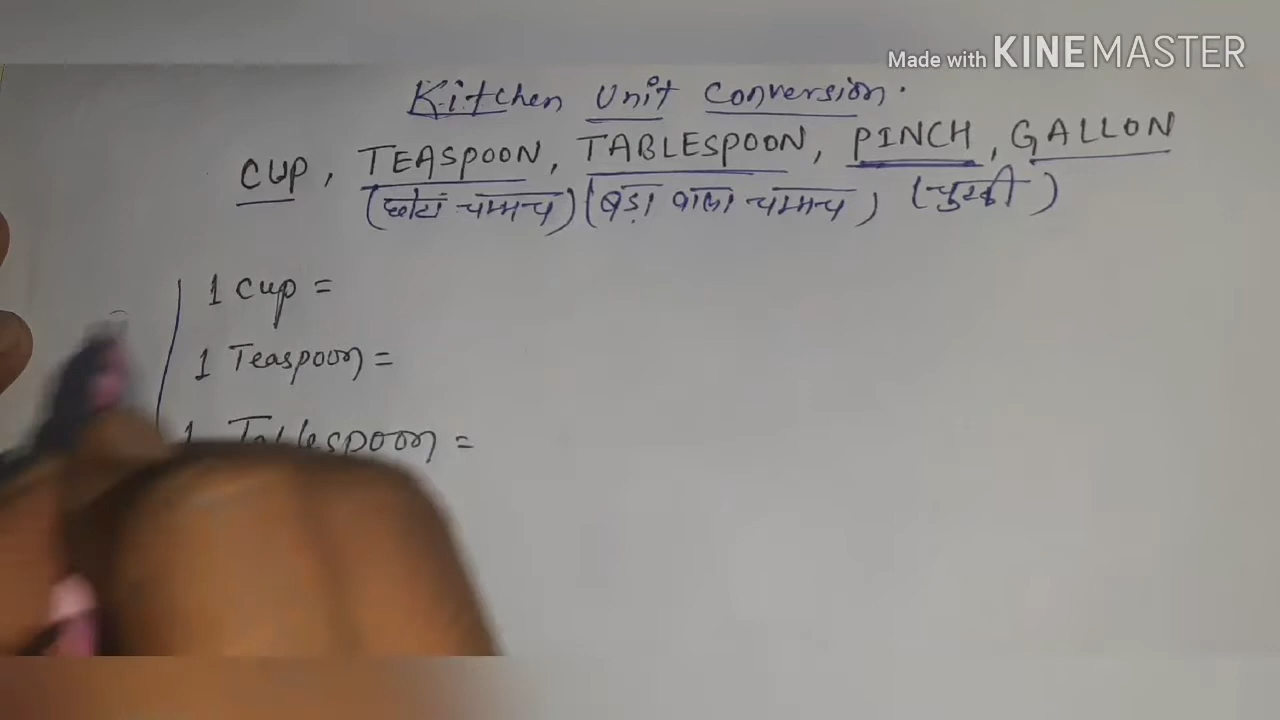 Made with KINEMASTER
Kitchen Unit Conversion.
CUP, TEASPOON, TABLESPOON, PINCH, GALLON
(छोटा चम्मच) (बड़ा वाला चम्मच) (चुटकी)
1 Cup =
1 Teaspoon =
1 Tablespoon =